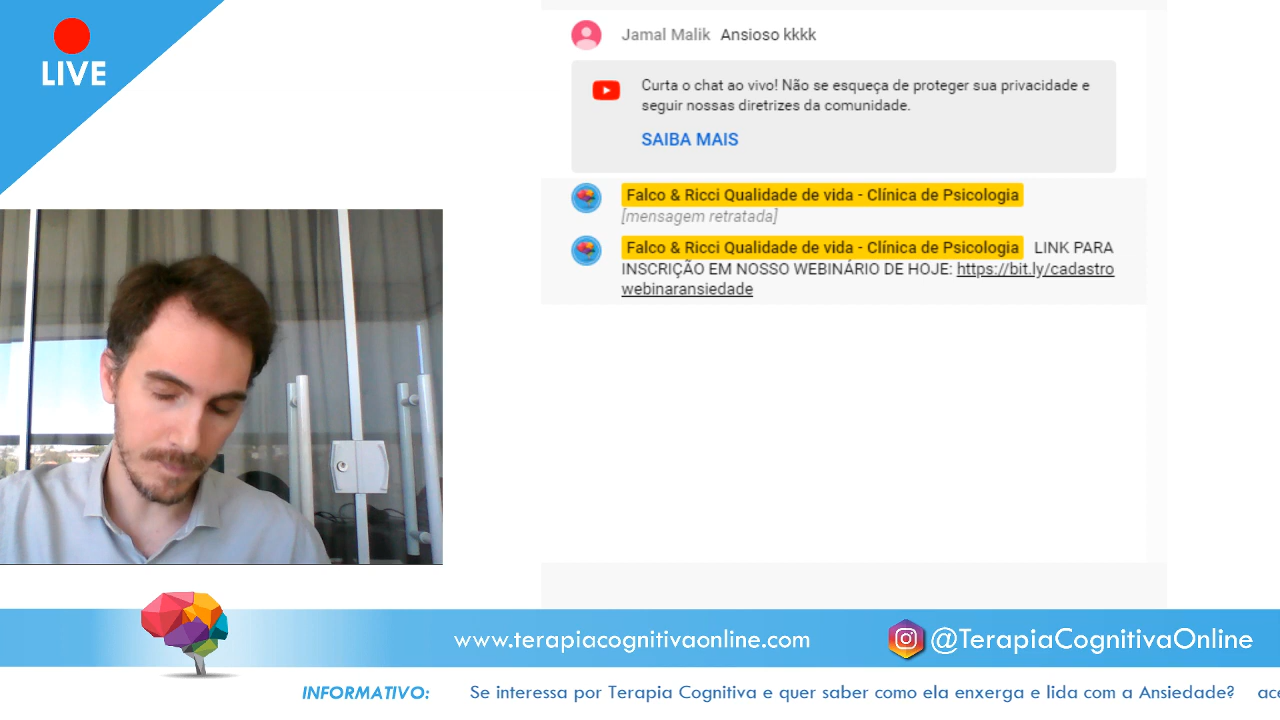 LIVE
Jamal Malik Ansioso kkkk
Curta o chat ao vivo! Não se esqueça de proteger sua privacidade e
seguir nossas diretrizes da comunidade.
SAIBA MAIS
Falco & Ricci Qualidade de vida - Clínica de Psicologia
[mensagem retratada]
Falco & Ricci Qualidade de vida - Clínica de Psicologia LINK PARA
INSCRIÇÃO EM NOSSO WEBINÁRIO DE HOJE: https://bit.ly/cadastro
webinaransiedade
www.terapiacognitivaonline.com
@TerapiaCognitivaOnline
INFORMATIVO: Se interessa por Terapia Cognitiva e quer saber como ela enxerga e lida com a Ansiedade?